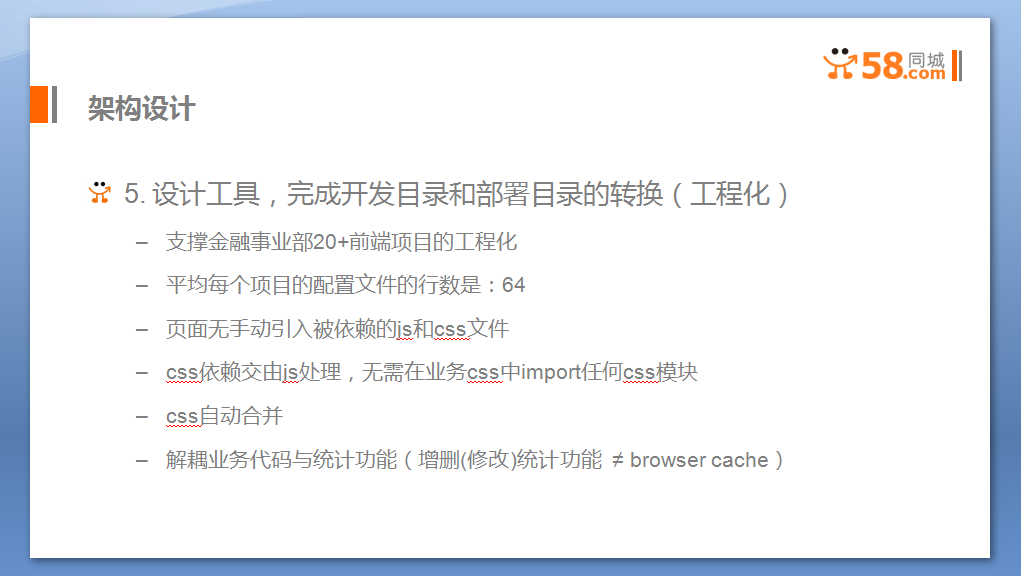 58同城
.com
架构设计
5. 设计工具，完成开发目录和部署目录的转换（工程化）
– 支撑金融事业部20+前端项目的工程化
– 平均每个项目的配置文件的行数是：64
– 页面无手动引入被依赖的js和css文件
– css依赖交由js处理，无需在业务css中import任何css模块
– css自动合并
– 解耦业务代码与统计功能（增删(修改)统计功能 ≠ browser cache）